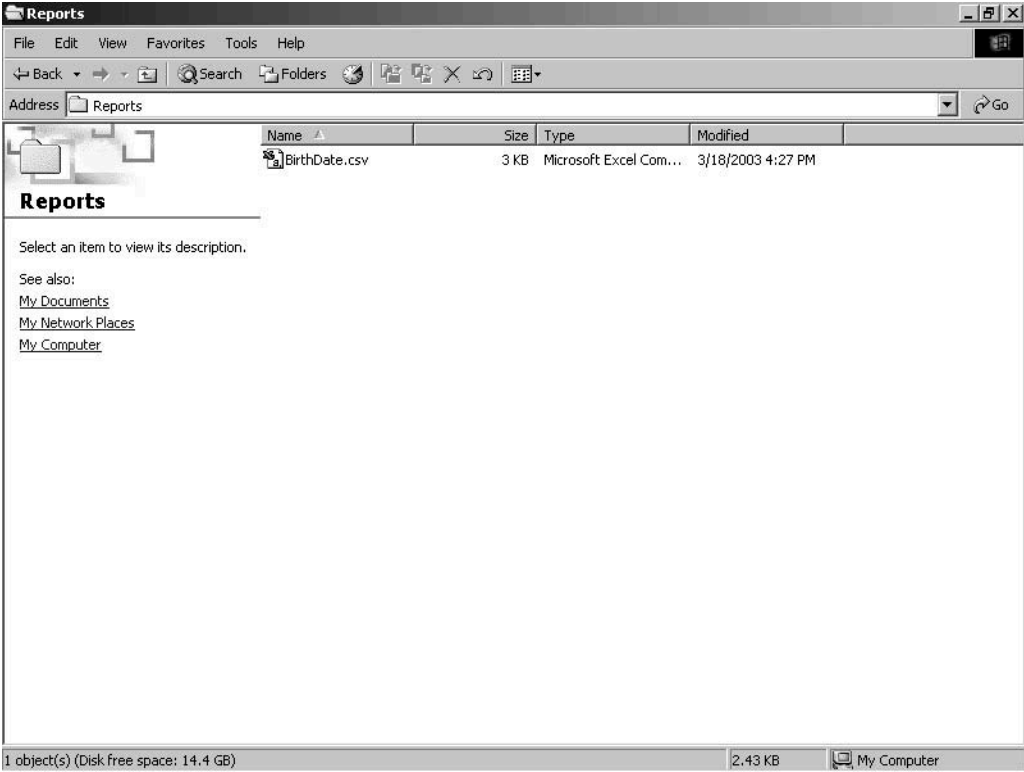 Reports
File Edit View Favorites Tools Help
Back Search Folders
Address Reports Go
Name Size Type Modified
BirthDate.csv 3 KB Microsoft Excel Com... 3/18/2003 4:27 PM
Reports
Select an item to view its description.
See also:
My Documents
My Network Places
My Computer
1 object(s) (Disk free space: 14.4 GB) 2.43 KB My Computer